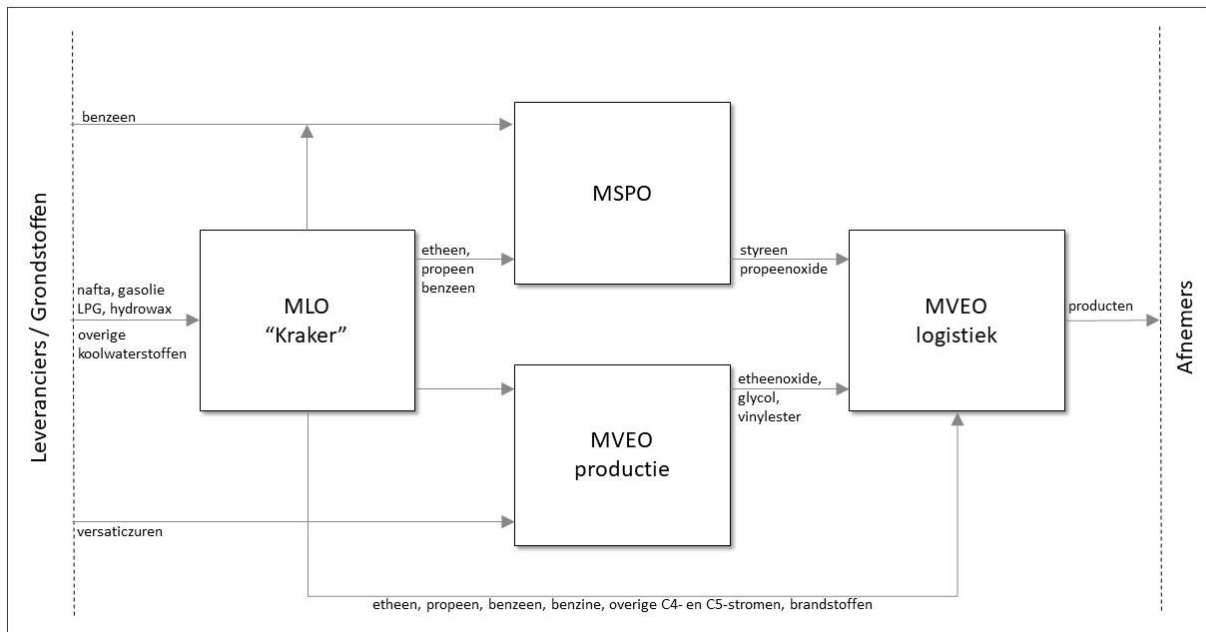 Leveranciers / Grondstoffen
benzeen
nafta, gasolie
LPG, hydrowax
overige
koolwaterstoffen
versaticzuren
MLO
“Kraker”
etheen,
propeen
benzeen
MSPO
MVEO
productie
styreen
propeenoxide
etheenoxide,
glycol,
vinylester
MVEO
logistiek
producten
Afnemers
etheen, propeen, benzeen, benzine, overige C4- en C5-stromen, brandstoffen